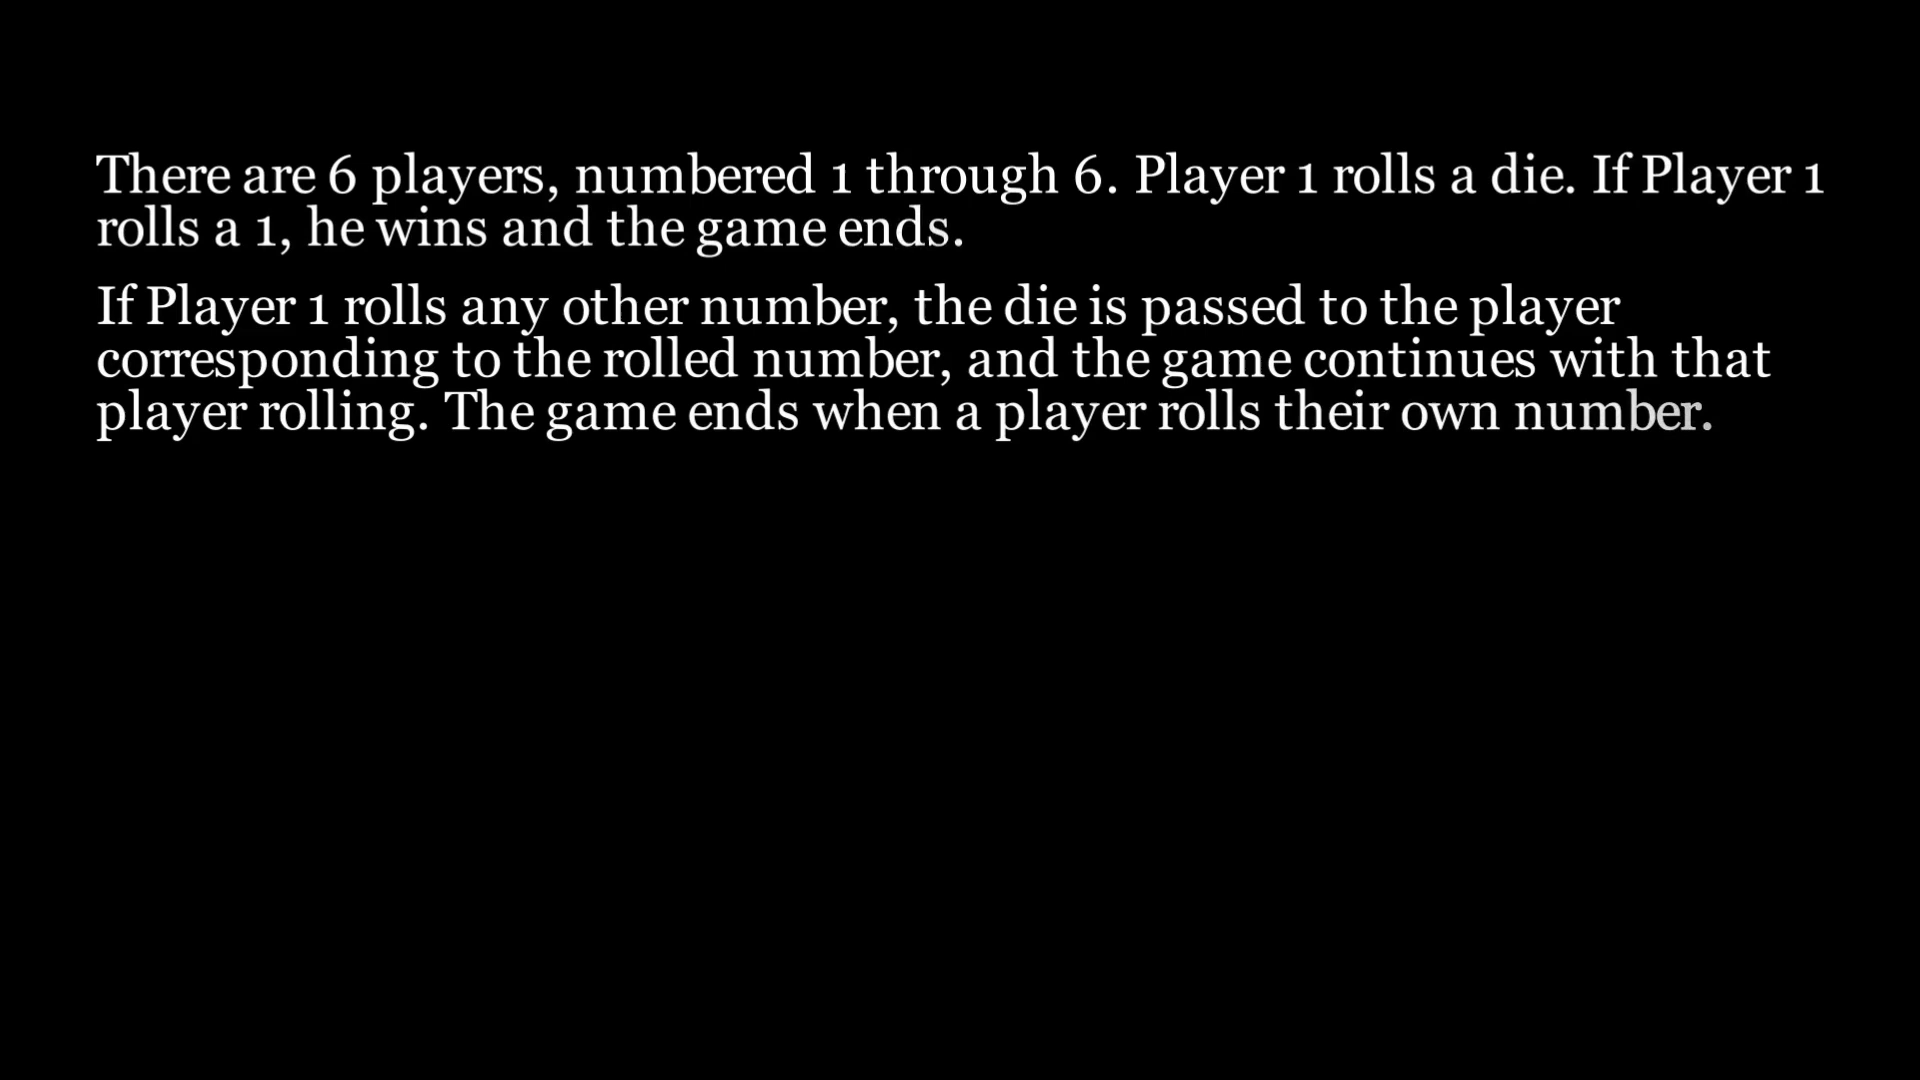 There are 6 players, numbered 1 through 6. Player 1 rolls a die. If Player 1
rolls a 1, he wins and the game ends.
If Player 1 rolls any other number, the die is passed to the player
corresponding to the rolled number, and the game continues with that
player rolling. The game ends when a player rolls their own number.